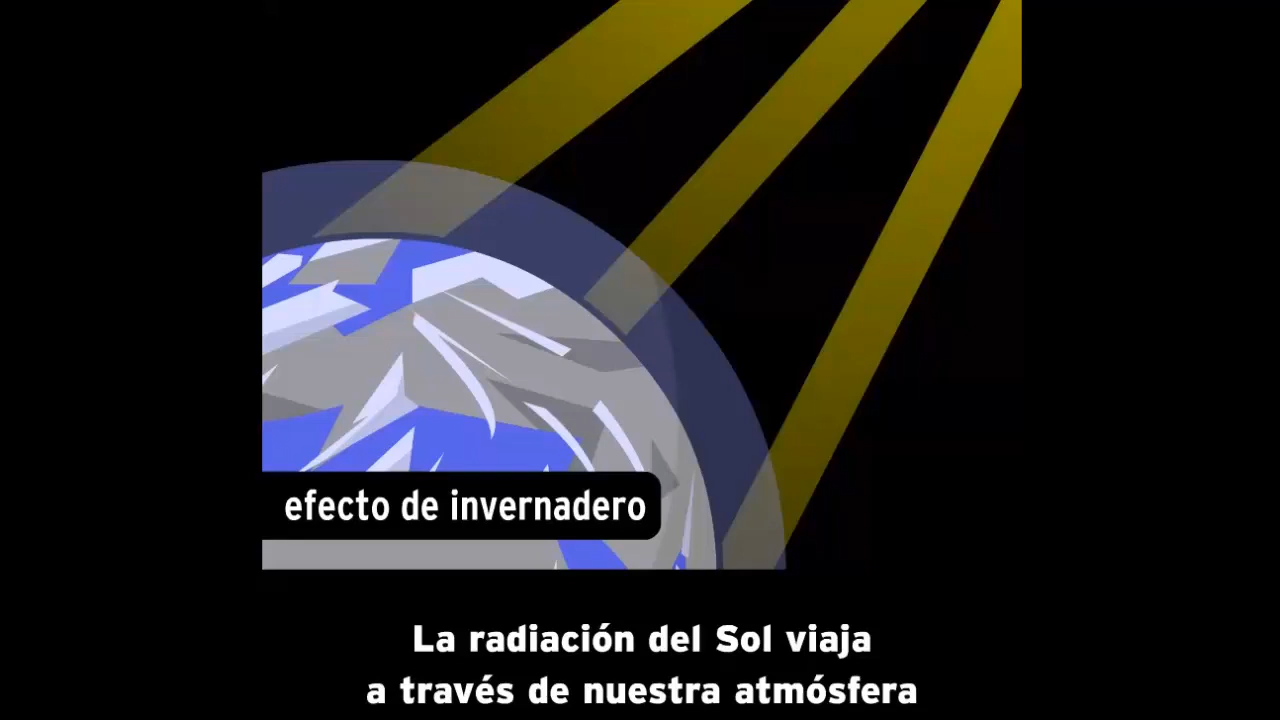 efecto de invernadero
La radiación del Sol viaja
a través de nuestra atmósfera